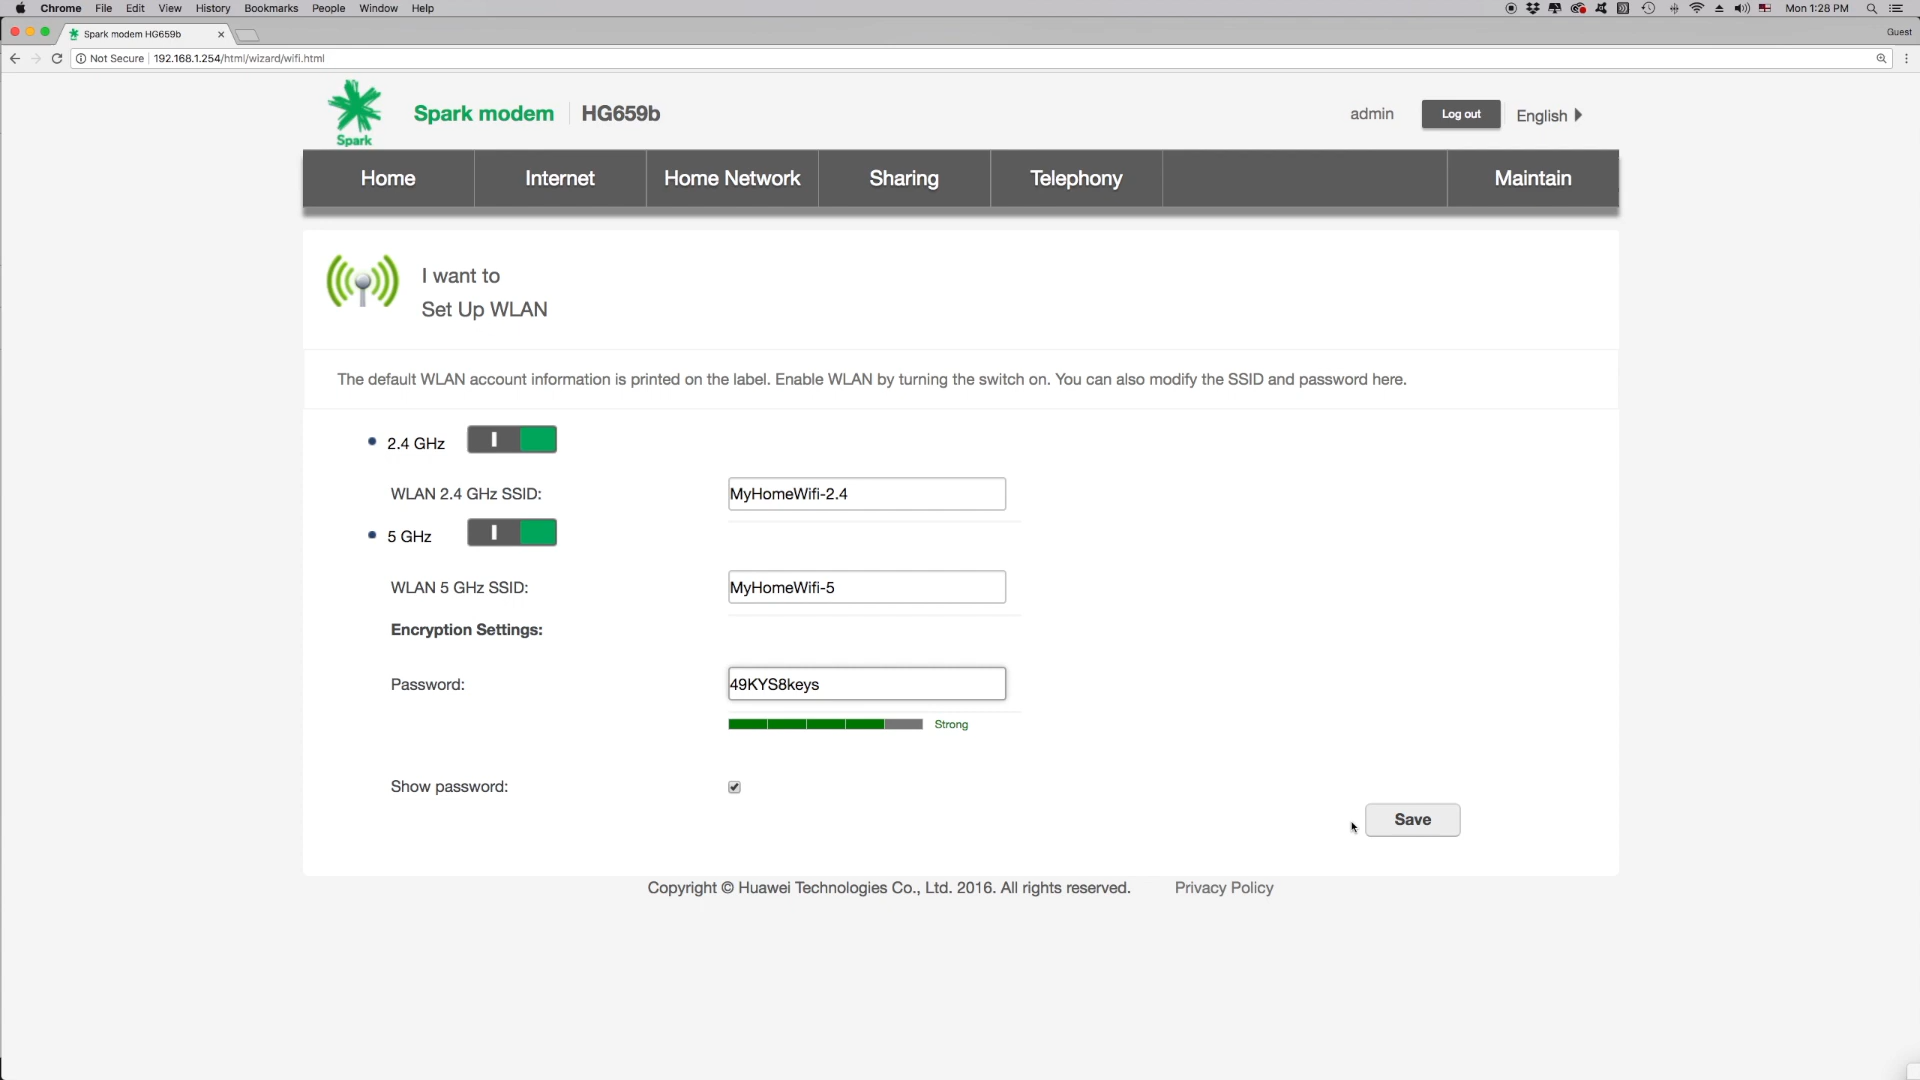 Chrome File Edit View History Bookmarks People Window Help Mon 1:28 PM
Spark modem HG659b Guest
Not Secure 192.168.1.254/html/wizard/wifi.html
Spark
Spark modem HG659b admin Log out English
Home Internet Home Network Sharing Telephony Maintain
I want to
Set Up WLAN
The default WLAN account information is printed on the label. Enable WLAN by turning the switch on. You can also modify the SSID and password here.
2.4 GHz
WLAN 2.4 GHz SSID: MyHomeWifi-2.4
5 GHz
WLAN 5 GHz SSID: MyHomeWifi-5
Encryption Settings:
Password: 49KYS8keys
Strong
Show password:
Save
Copyright © Huawei Technologies Co., Ltd. 2016. All rights reserved. Privacy Policy